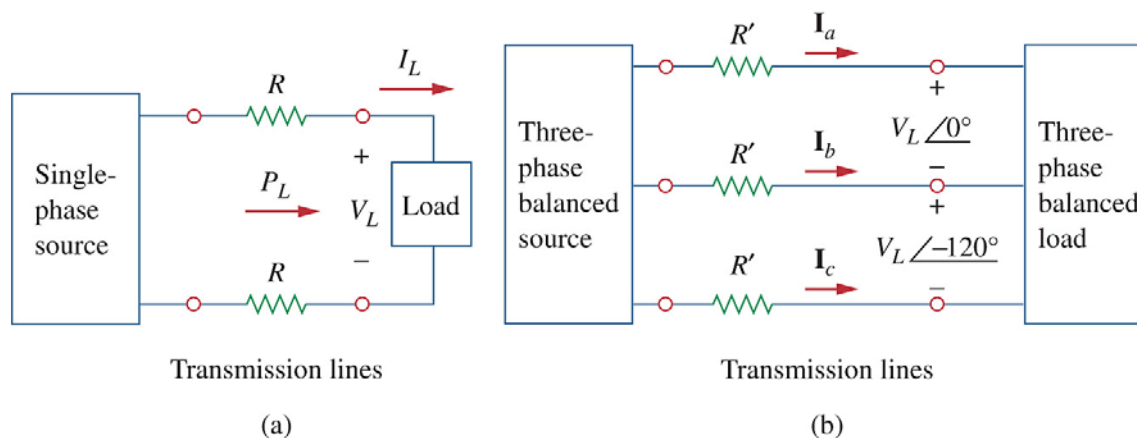 I_L
R
Single-
phase
source
P_L
+
V_L
−
Load
R
Transmission lines
(a)
R′
I_a
Three-
phase
balanced
source
+
V_L ∠0°
−
R′
I_b
+
V_L ∠−120°
−
R′
I_c
Three-
phase
balanced
load
Transmission lines
(b)